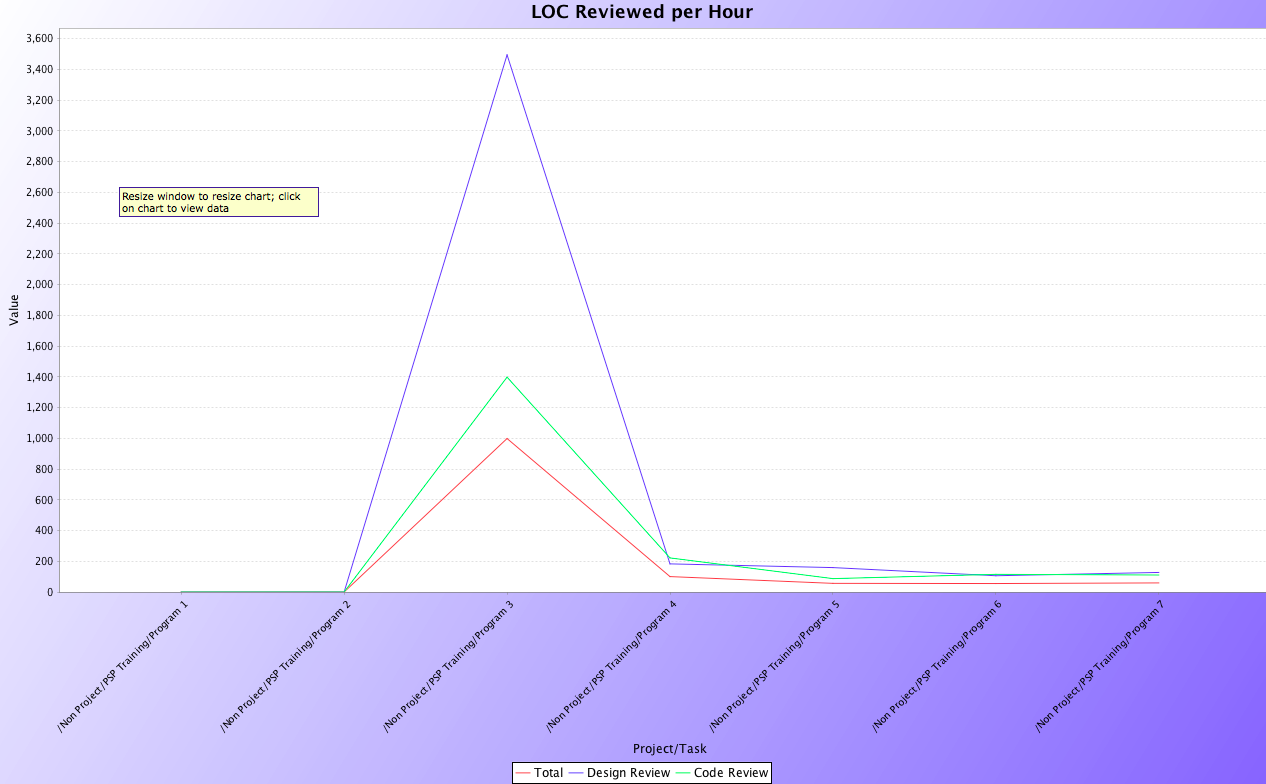 LOC Reviewed per Hour
3,600
3,400
3,200
3,000
2,800
2,600
2,400
2,200
2,000
1,800
1,600
1,400
1,200
1,000
800
600
400
200
0
Value
Resize window to resize chart; click
on chart to view data
/Non Project/PSP Training/Program 1
/Non Project/PSP Training/Program 2
/Non Project/PSP Training/Program 3
/Non Project/PSP Training/Program 4
/Non Project/PSP Training/Program 5
/Non Project/PSP Training/Program 6
/Non Project/PSP Training/Program 7
Project/Task
Total Design Review Code Review